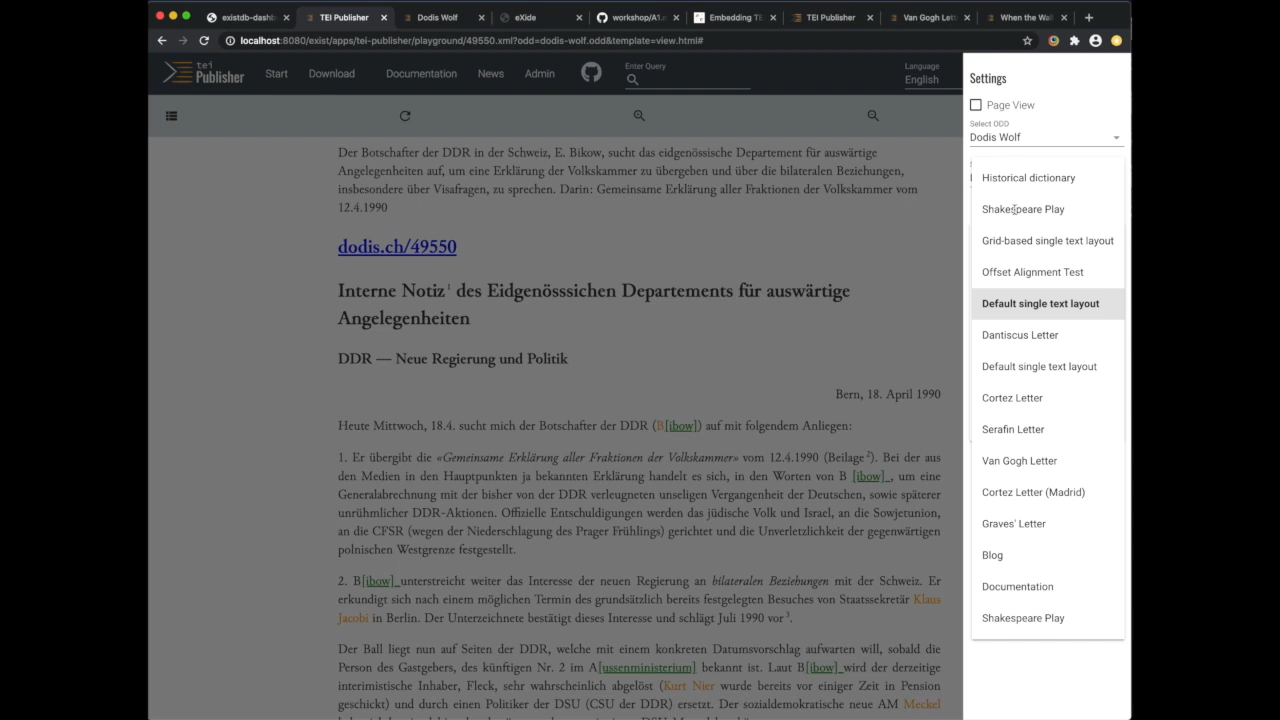 existdb-dashb
TEI Publisher
Dodis Wolf
eXide
workshop/A1.m
Embedding TE
TEI Publisher
Van Gogh Lett
When the Wa
localhost:8080/exist/apps/tei-publisher/playground/49550.xml?odd=dodis-wolf.odd&template=view.html#
tei
Publisher
Start
Download
Documentation
News
Admin
Enter Query
Language
English
Settings
Page View
Select ODD
Dodis Wolf
Historical dictionary
Shakespeare Play
Grid-based single text layout
Offset Alignment Test
Default single text layout
Dantiscus Letter
Default single text layout
Cortez Letter
Serafin Letter
Van Gogh Letter
Cortez Letter (Madrid)
Graves' Letter
Blog
Documentation
Shakespeare Play
Der Botschafter der DDR in der Schweiz, E. Bikow, sucht das eidgenössische Departement für auswärtige
Angelegenheiten auf, um eine Erklärung der Volkskammer zu übergeben und über die bilateralen Beziehungen,
insbesondere über Visafragen, zu sprechen. Darin: Gemeinsame Erklärung aller Fraktionen der Volkskammer vom
12.4.1990
dodis.ch/49550
Interne Notiz1 des Eidgenösssichen Departements für auswärtige
Angelegenheiten
DDR — Neue Regierung und Politik
Bern, 18. April 1990
Heute Mittwoch, 18.4. sucht mich der Botschafter der DDR (B[ibow]) auf mit folgendem Anliegen:
1. Er übergibt die «Gemeinsame Erklärung aller Fraktionen der Volkskammer» vom 12.4.1990 (Beilage2). Bei der aus
den Medien in den Hauptpunkten ja bekannten Erklärung handelt es sich, in den Worten von B [ibow] , um eine
Generalabrechnung mit der bisher von der DDR verleugneten unseligen Vergangenheit der Deutschen, sowie späterer
unrühmlicher DDR-Aktionen. Offizielle Entschuldigungen werden das jüdische Volk und Israel, an die Sowjetunion,
an die CFSR (wegen der Niederschlagung des Prager Frühlings) gerichtet und die Unverletzlichkeit der gegenwärtigen
polnischen Westgrenze festgestellt.
2. B[ibow] unterstreicht weiter das Interesse der neuen Regierung an bilateralen Beziehungen mit der Schweiz. Er
erkundigt sich nach einem möglichen Termin des grundsätzlich bereits festgelegten Besuches von Staatssekretär Klaus
Jacobi in Berlin. Der Unterzeichnete bestätigt dieses Interesse und schlägt Juli 1990 vor3.
Der Ball liegt nun auf Seiten der DDR, welche mit einem konkreten Datumsvorschlag aufwarten will, sobald die
Person des Gastgebers, des künftigen Nr. 2 im A[ussenministerium] bekannt ist. Laut B[ibow] wird der derzeitige
interimistische Inhaber, Fleck, sehr wahrscheinlich abgelöst (Kurt Nier wurde bereits vor einiger Zeit in Pension
geschickt) und durch einen Politiker der DSU (CSU der DDR) ersetzt. Der sozialdemokratische neue AM Meckel